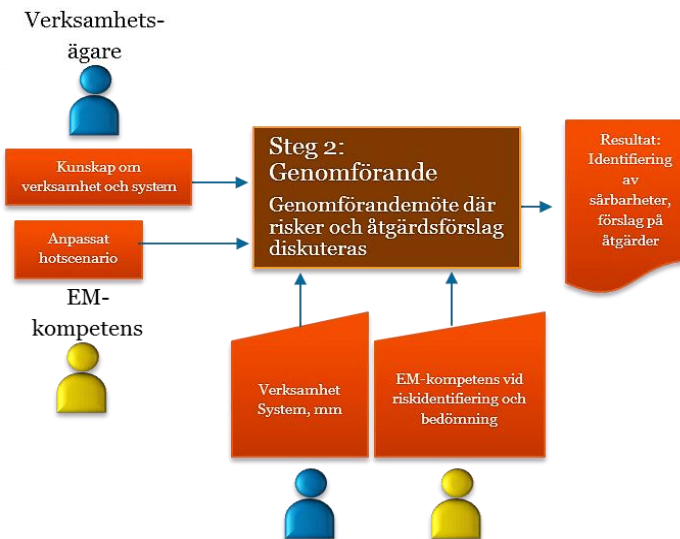 Verksamhets-
ägare
Kunskap om
verksamhet och system
Anpassat
hotscenario
EM-
kompetens
Steg 2:
Genomförande
Genomförandemöte där
risker och åtgärdsförslag
diskuteras
Resultat:
Identifiering
av
sårbarheter,
förslag på
åtgärder
Verksamhet
System, mm
EM-kompetens vid
riskidentifiering och
bedömning